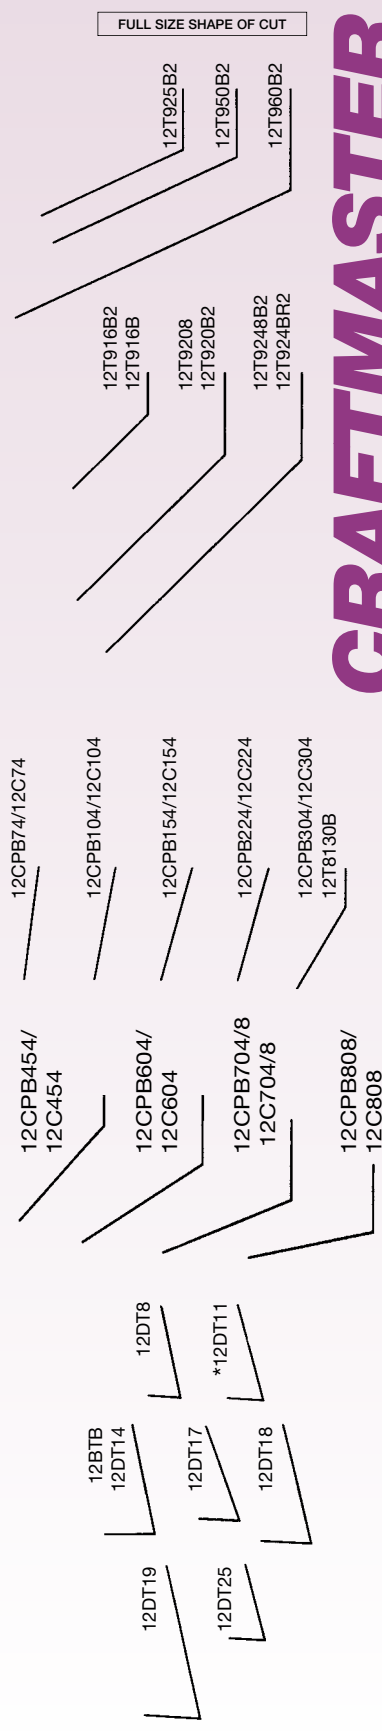 FULL SIZE SHAPE OF CUT
CRAFTMASTER
12T925B2
12T950B2
12T960B2
12T916B2
12T916B
12T9208
12T920B2
12T9248B2
12T924BR2
12CPB74/12C74
12CPB104/12C104
12CPB154/12C154
12CPB224/12C224
12CPB304/12C304
12T8130B
12CPB454/
12C454
12CPB604/
12C604
12CPB704/8
12C704/8
12CPB808/
12C808
12DT8
*12DT11
12BTB
12DT14
12DT17
12DT18
12DT19
12DT25